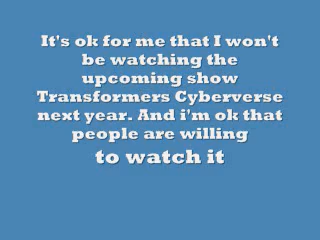 It's ok for me that I won't
be watching the
upcoming show
Transformers Cyberverse
next year. And i'm ok that
people are willing
to watch it